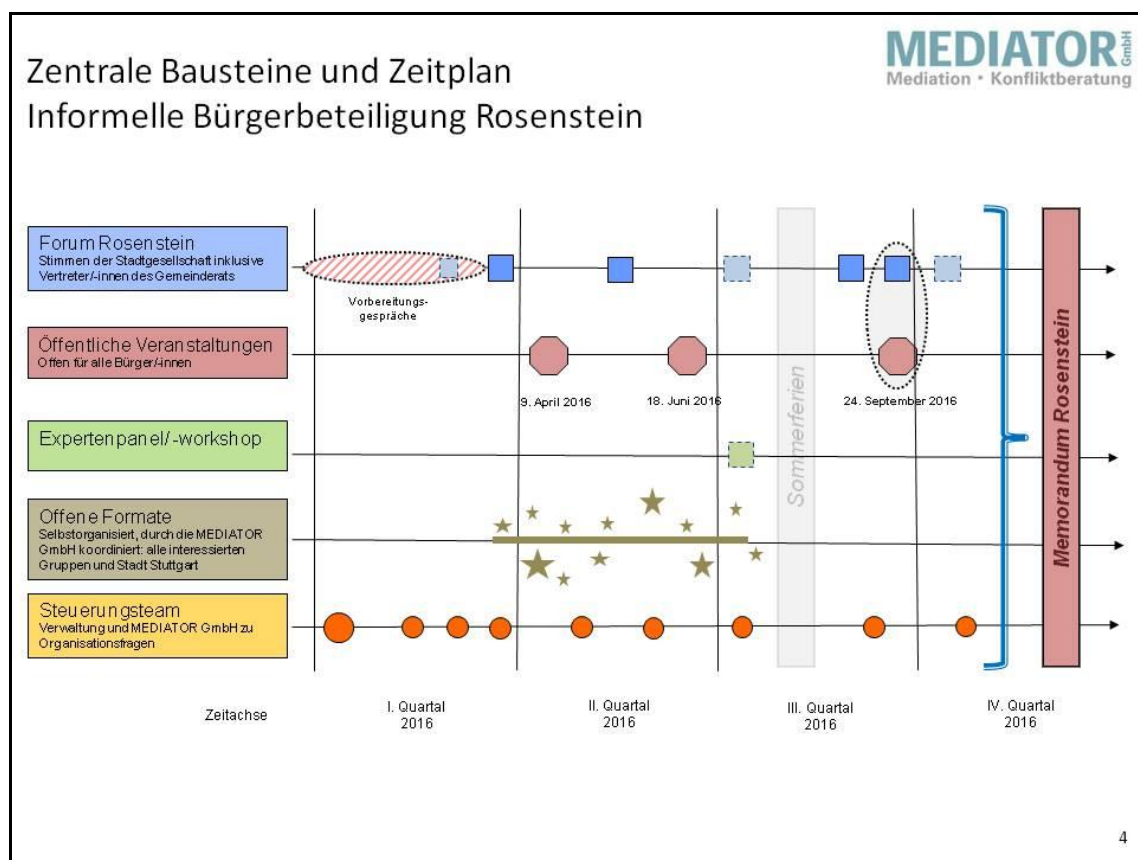 Zentrale Bausteine und Zeitplan
Informelle Bürgerbeteiligung Rosenstein
MEDIATOR GmbH
Mediation • Konfliktberatung
Forum Rosenstein
Stimmen der Stadtgesellschaft inklusive
Vertreter/-innen des Gemeinderats
Vorbereitungs-
gespräche
Öffentliche Veranstaltungen
Offen für alle Bürger/-innen
9. April 2016
18. Juni 2016
24. September 2016
Expertenpanel/-workshop
Offene Formate
Selbstorganisiert, durch die MEDIATOR
GmbH koordiniert: alle interessierten
Gruppen und Stadt Stuttgart
Steuerungsteam
Verwaltung und MEDIATOR GmbH zu
Organisationsfragen
Sommerferien
Memorandum Rosenstein
Zeitachse
I. Quartal
2016
II. Quartal
2016
III. Quartal
2016
IV. Quartal
2016
4